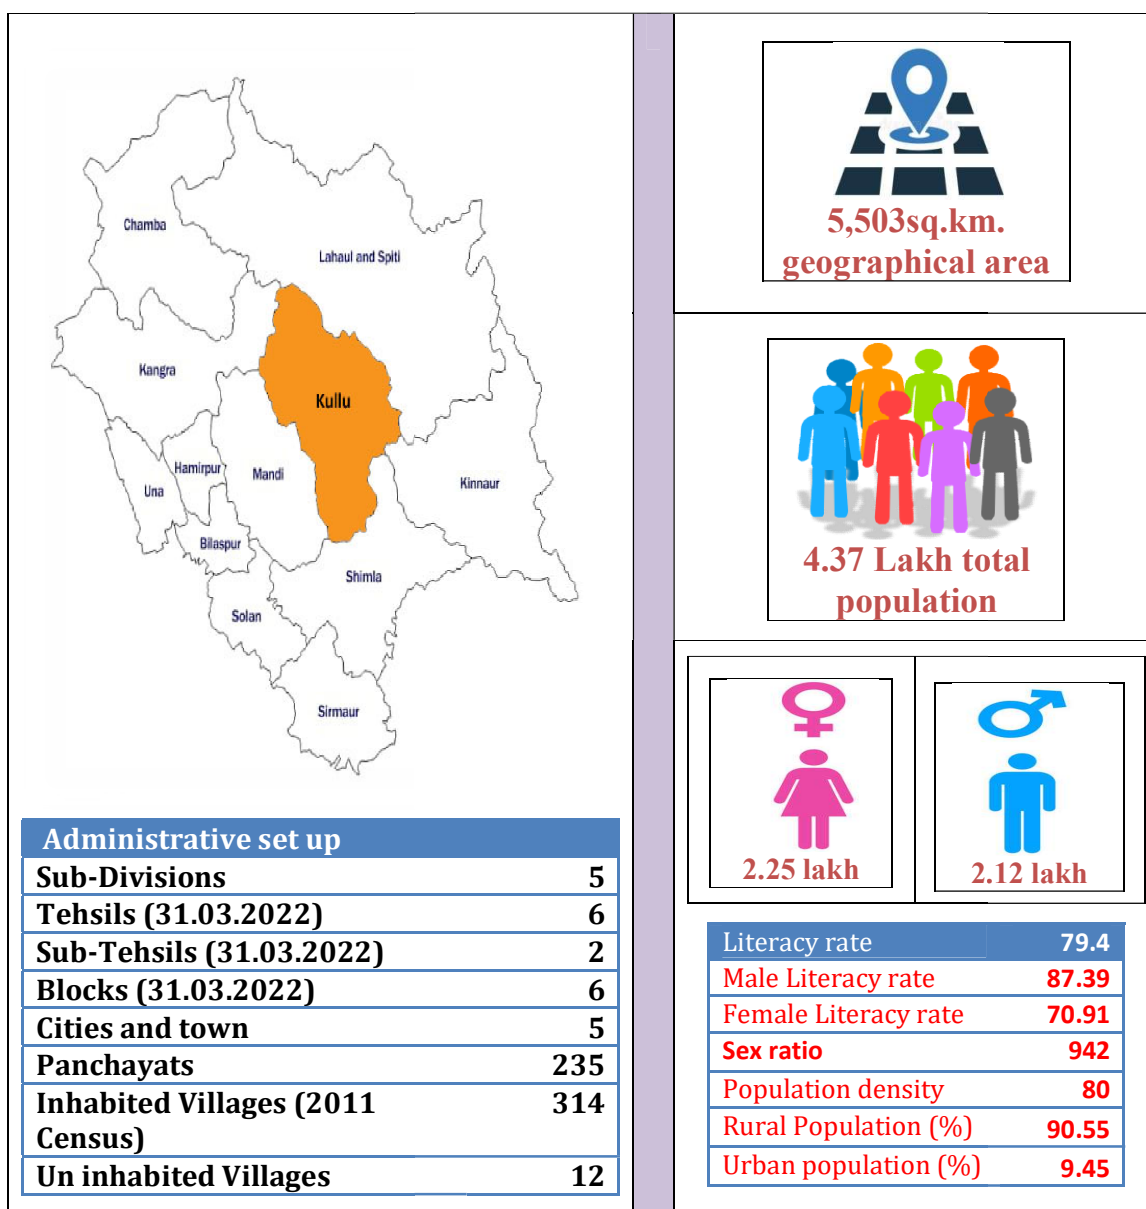 Chamba
Lahaul and Spiti
Kangra
Kullu
Hamirpur
Mandi
Una
Kinnaur
Bilaspur
Shimla
Solan
Sirmaur
Administrative set up
Sub-Divisions 5
Tehsils (31.03.2022) 6
Sub-Tehsils (31.03.2022) 2
Blocks (31.03.2022) 6
Cities and town 5
Panchayats 235
Inhabited Villages (2011 314
Census)
Un inhabited Villages 12
5,503sq.km.
geographical area
4.37 Lakh total
population
2.25 lakh
2.12 lakh
Literacy rate 79.4
Male Literacy rate 87.39
Female Literacy rate 70.91
Sex ratio 942
Population density 80
Rural Population (%) 90.55
Urban population (%) 9.45